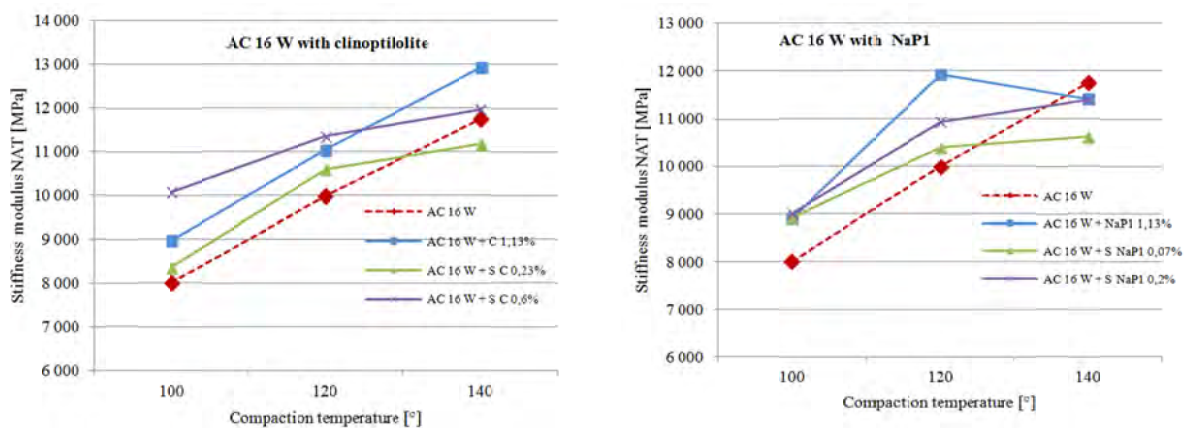 AC 16 W with clinoptilolite
Stiffness modulus NAT [MPa]
14 000
13 000
12 000
11 000
10 000
9 000
8 000
7 000
6 000
AC 16 W
AC 16 W + C 1,13%
AC 16 W + S C 0,23%
AC 16 W + S C 0,6%
100 120 140
Compaction temperature [°]
AC 16 W with NaP1
Stiffness modulus NAT [MPa]
13 000
12 000
11 000
10 000
9 000
8 000
7 000
6 000
AC 16 W
AC 16 W + NaP1 1,13%
AC 16 W + S NaP1 0,07%
AC 16 W + S NaP1 0,2%
100 120 140
Compaction temperature [°]